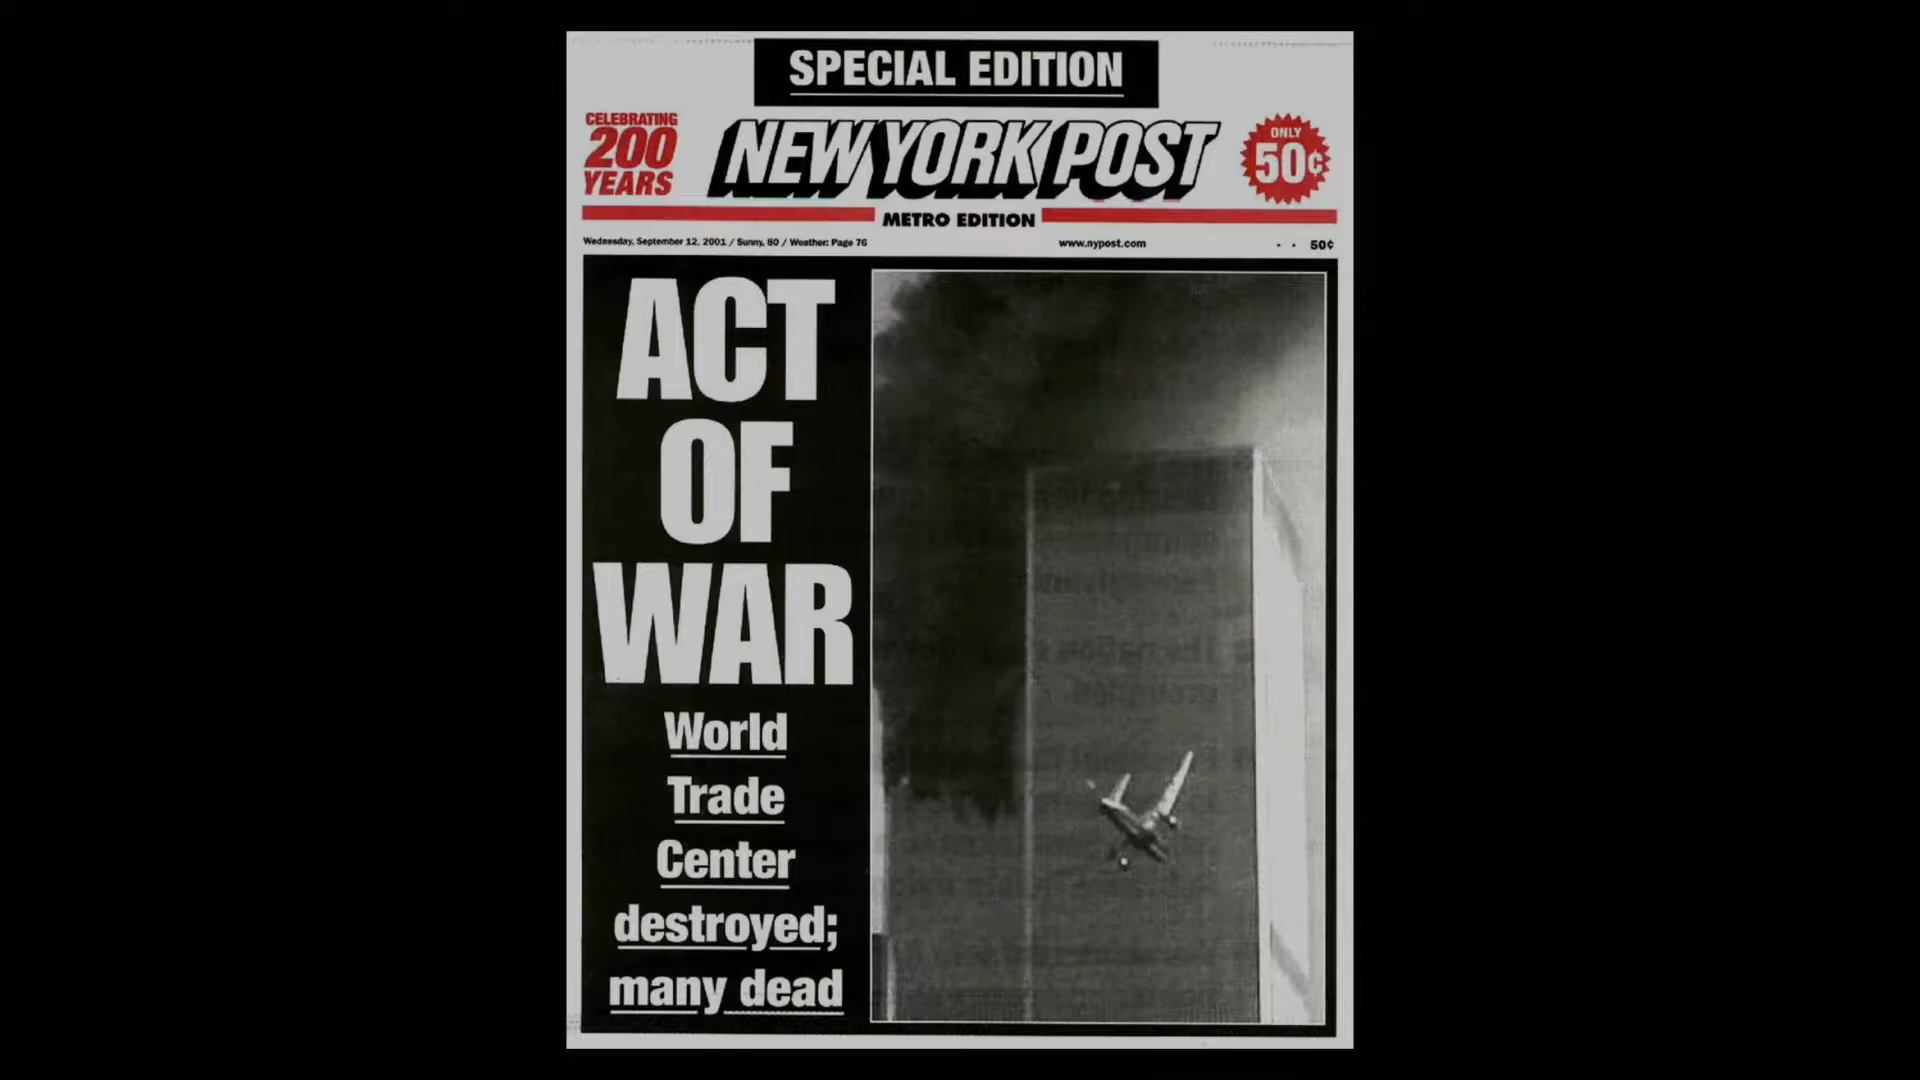 SPECIAL EDITION
CELEBRATING
200
YEARS
NEW YORK POST
ONLY
50¢
METRO EDITION
Wednesday, September 12, 2001 / Sunny, 80 / Weather: Page 76
www.nypost.com
50¢
ACT
OF
WAR
World
Trade
Center
destroyed;
many dead